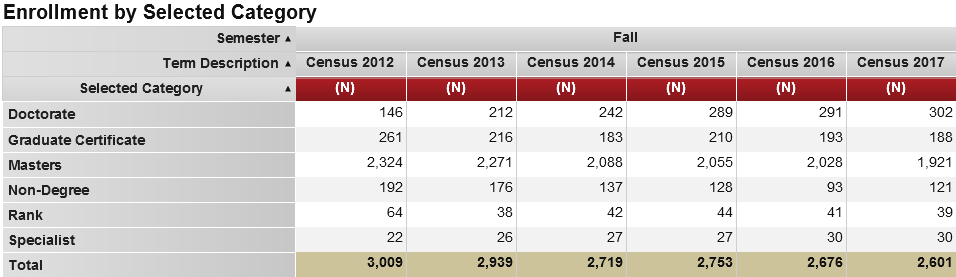 Enrollment by Selected Category
Semester ▲ Fall
Term Description ▲ Census 2012 Census 2013 Census 2014 Census 2015 Census 2016 Census 2017
Selected Category ▲ (N) (N) (N) (N) (N) (N)
Doctorate 146 212 242 289 291 302
Graduate Certificate 261 216 183 210 193 188
Masters 2,324 2,271 2,088 2,055 2,028 1,921
Non-Degree 192 176 137 128 93 121
Rank 64 38 42 44 41 39
Specialist 22 26 27 27 30 30
Total 3,009 2,939 2,719 2,753 2,676 2,601